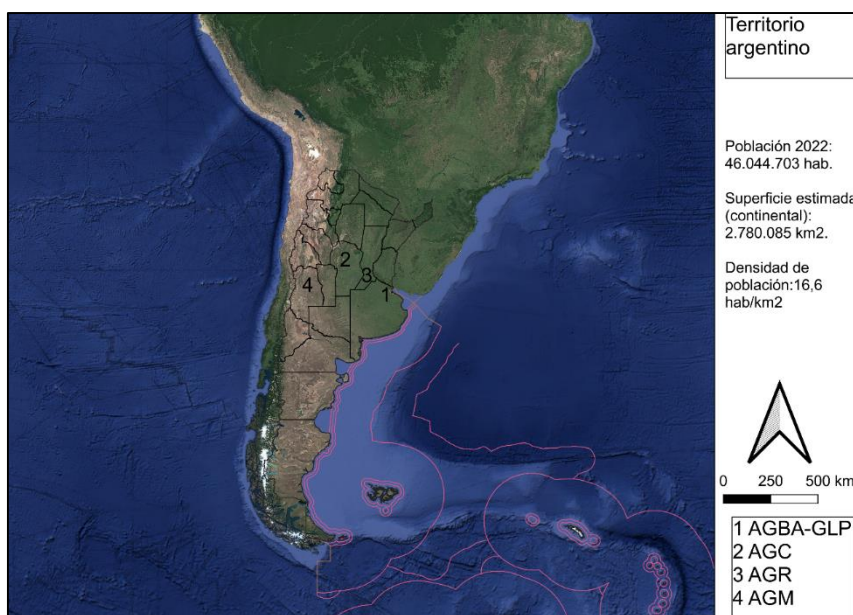 Territorio
argentino
Población 2022:
46.044.703 hab.
Superficie estimada
(continental):
2.780.085 km2.
Densidad de
población:16,6
hab/km2
2
3
4
1
0 250 500 km
1 AGBA-GLP
2 AGC
3 AGR
4 AGM